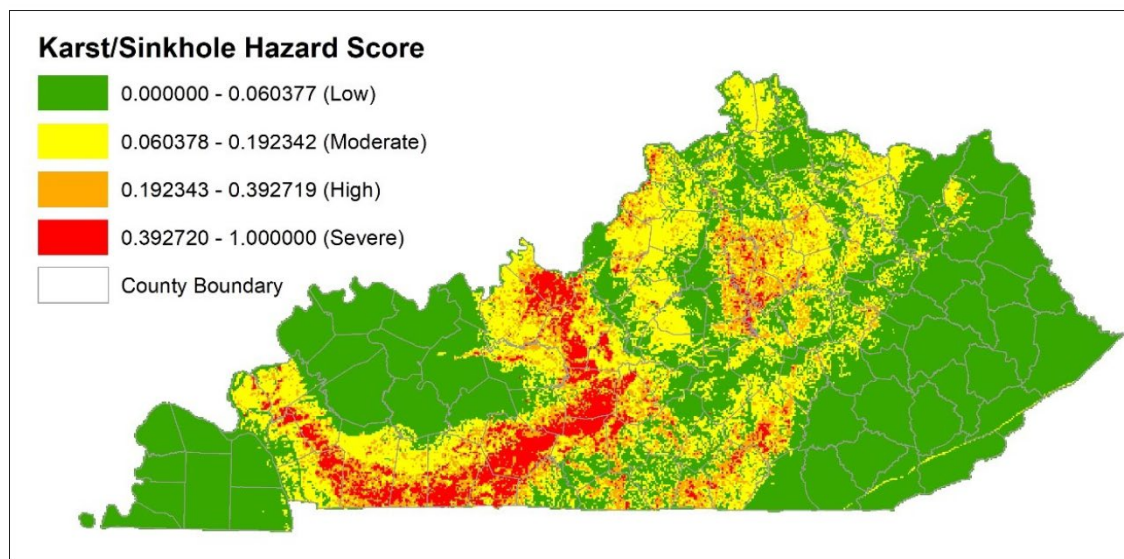 Karst/Sinkhole Hazard Score
0.000000 - 0.060377 (Low)
0.060378 - 0.192342 (Moderate)
0.192343 - 0.392719 (High)
0.392720 - 1.000000 (Severe)
County Boundary